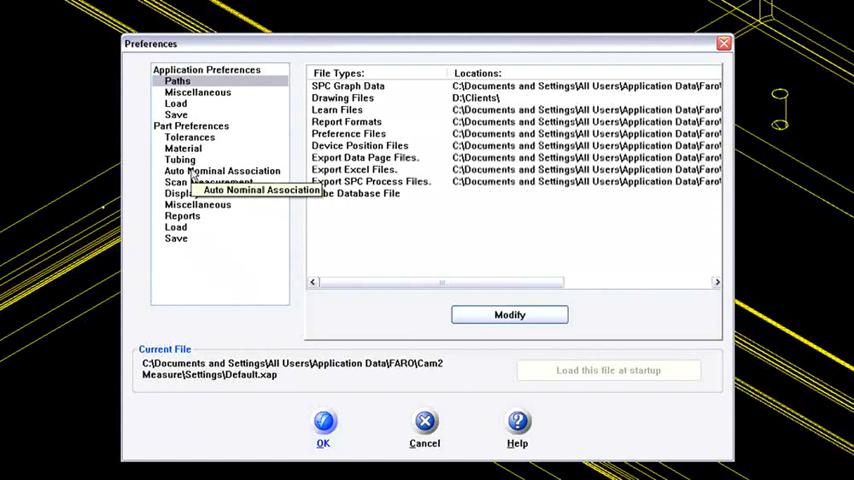 Preferences
Application Preferences
Paths
Miscellaneous
Load
Save
Part Preferences
Tolerances
Material
Tubing
Auto Nominal Association
Scan Measurement
Auto Nominal Association
Miscellaneous
Reports
Load
Save
File Types: Locations:
SPC Graph Data C:\Documents and Settings\All Users\Application Data\Faro\
Drawing Files D:\Clients\
Learn Files C:\Documents and Settings\All Users\Application Data\Faro\
Report Formats C:\Documents and Settings\All Users\Application Data\Faro\
Preference Files C:\Documents and Settings\All Users\Application Data\Faro\
Device Position Files C:\Documents and Settings\All Users\Application Data\Faro\
Export Data Page Files. C:\Documents and Settings\All Users\Application Data\Faro\
Export Excel Files. C:\Documents and Settings\All Users\Application Data\Faro\
Export SPC Process Files. C:\Documents and Settings\All Users\Application Data\Faro\
Database File
Modify
Current File
C:\Documents and Settings\All Users\Application Data\FARO\Cam2
Measure\Settings\Default.xap
Load this file at startup
OK
Cancel
Help